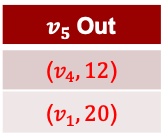 v₅ Out
(v₄, 12)
(v₁, 20)